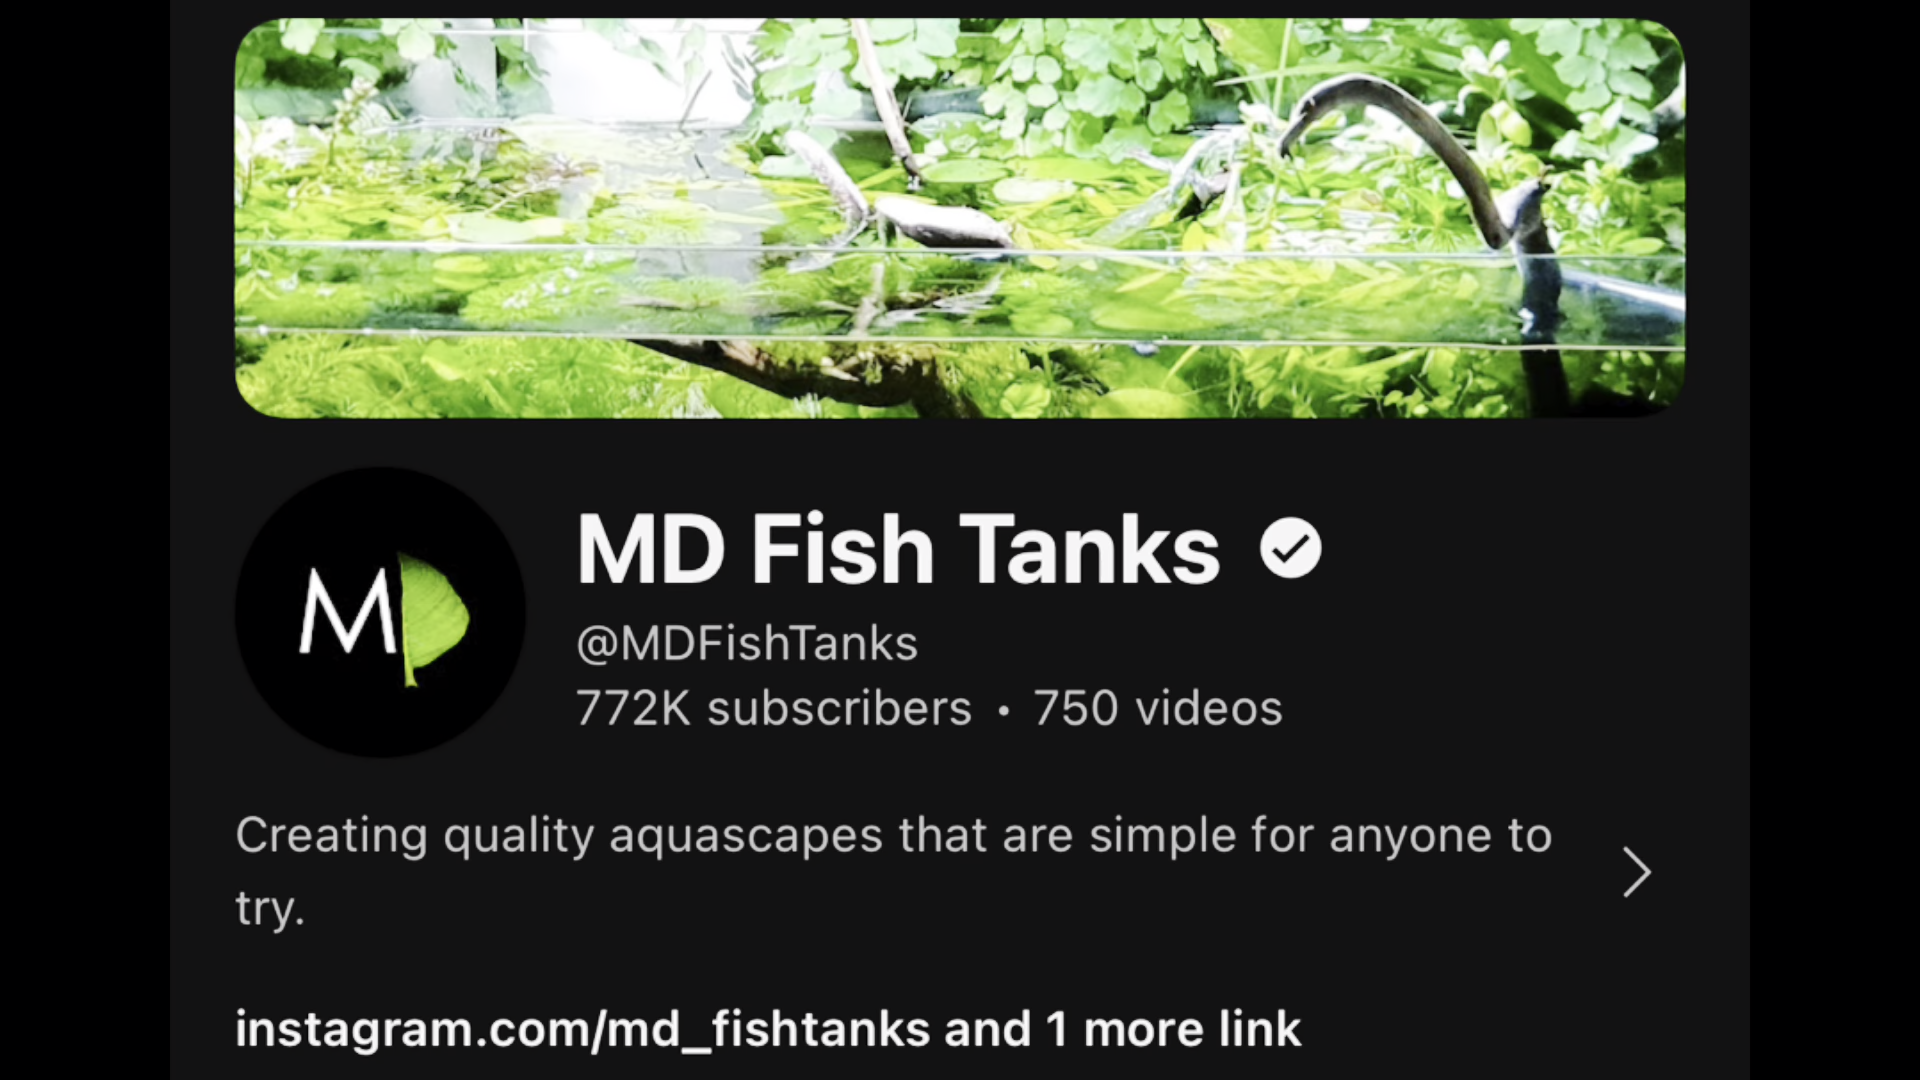 MD
MD Fish Tanks
@MDFishTanks
772K subscribers • 750 videos
Creating quality aquascapes that are simple for anyone to
try.
instagram.com/md_fishtanks and 1 more link